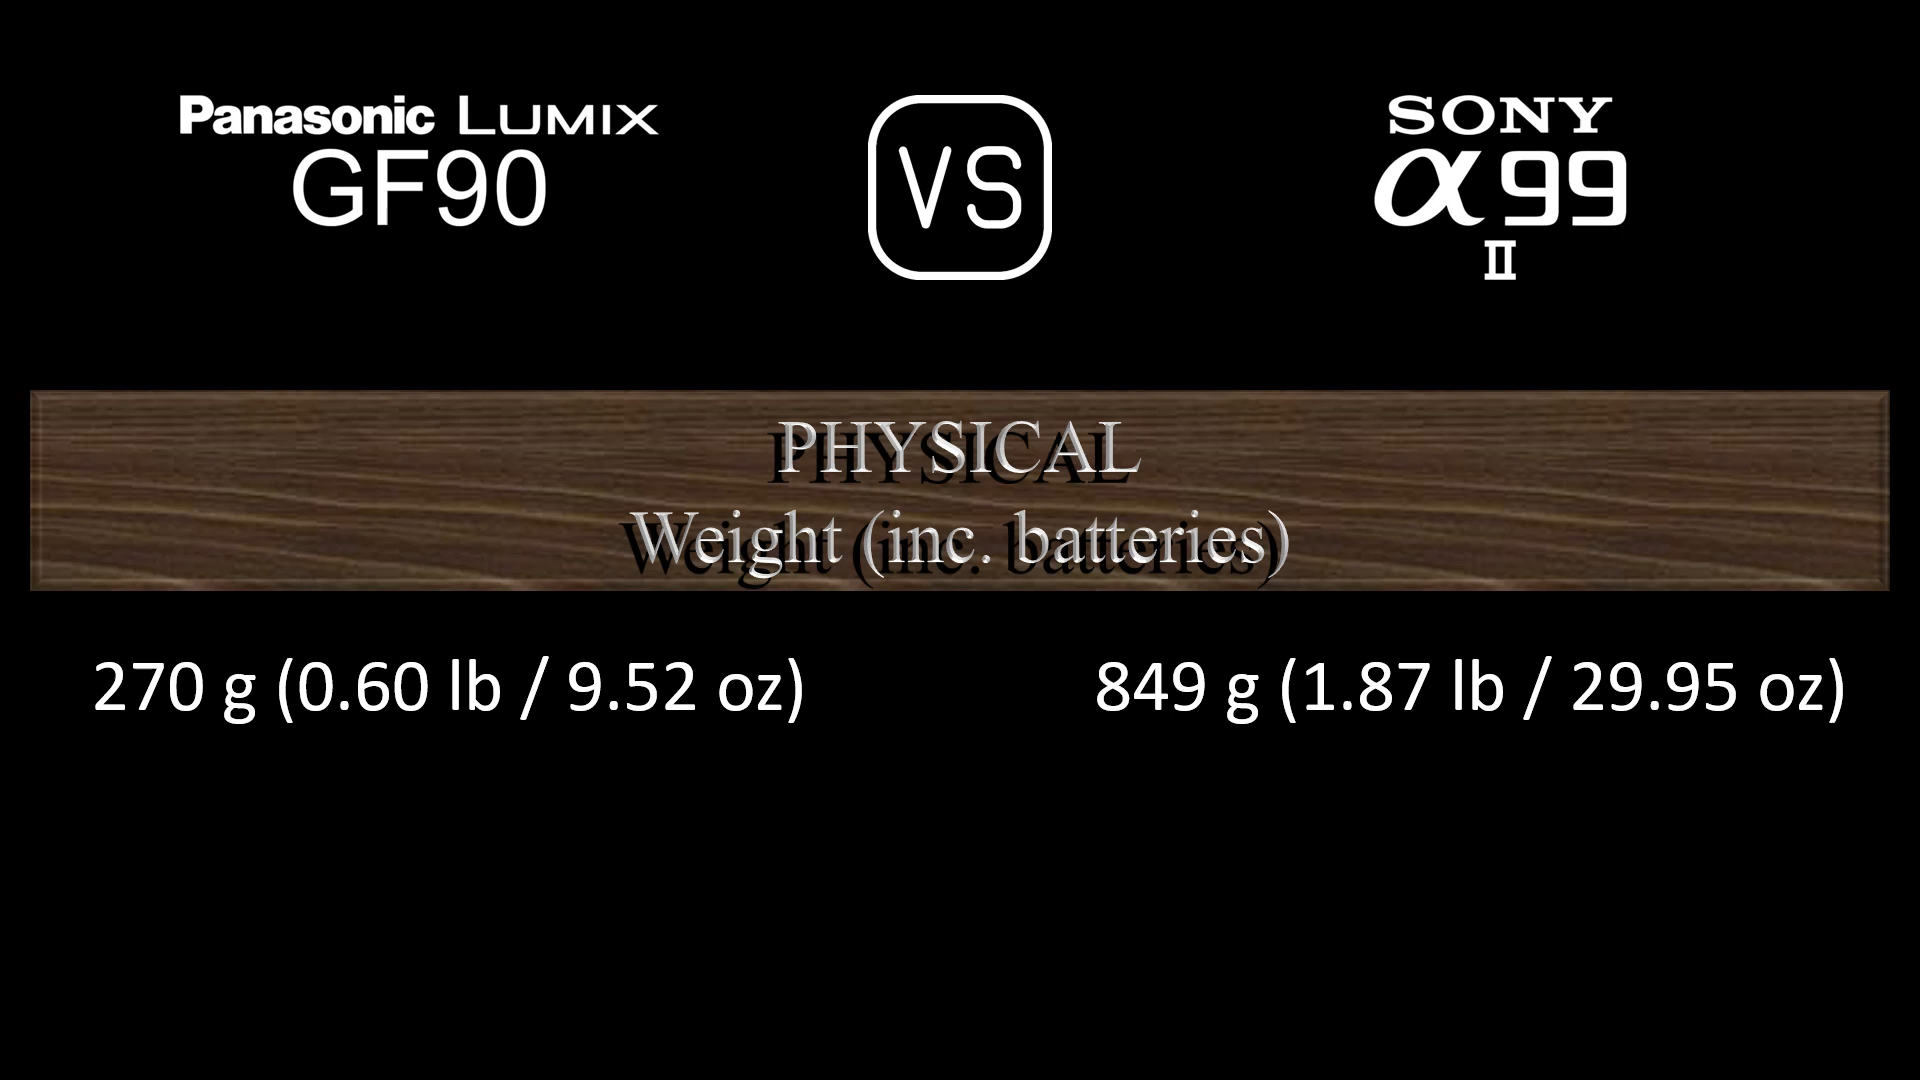 Panasonic LUMIX
GF90
VS
SONY
α99
II
PHYSICAL
Weight (inc. batteries)
270 g (0.60 lb / 9.52 oz)
849 g (1.87 lb / 29.95 oz)